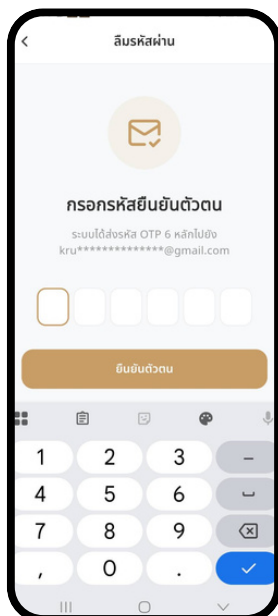 ลืมรหัสผ่าน
กรอกรหัสยืนยันตัวตน
ระบบได้ส่งรหัส OTP 6 หลักไปยัง
kru**************@gmail.com
ยืนยันตัวตน
1 2 3 –
4 5 6
7 8 9
, 0 .